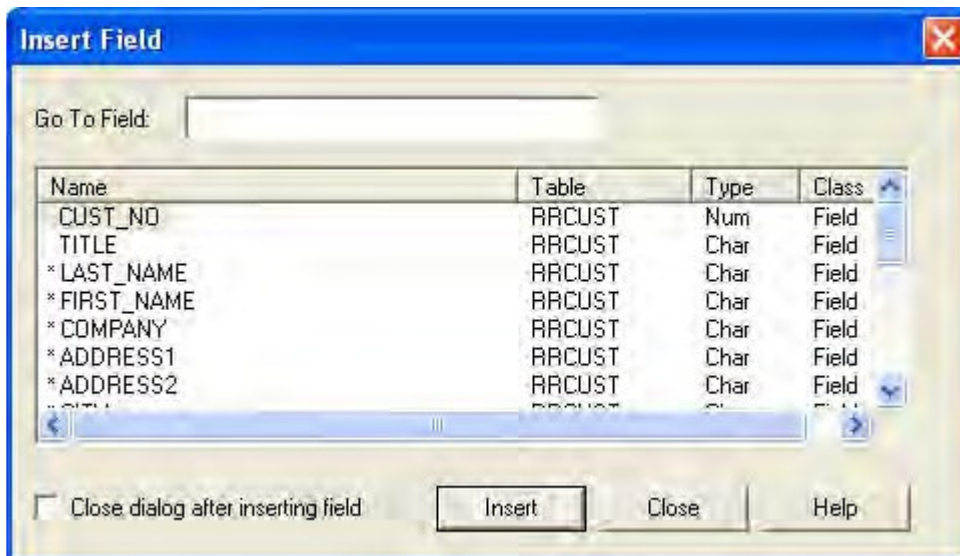 Insert Field
Go To Field:
Name Table Type Class
CUST_NO RRCUST Num Field
TITLE RRCUST Char Field
* LAST_NAME RRCUST Char Field
* FIRST_NAME RRCUST Char Field
* COMPANY RRCUST Char Field
* ADDRESS1 RRCUST Char Field
* ADDRESS2 RRCUST Char Field
Close dialog after inserting field Insert Close Help